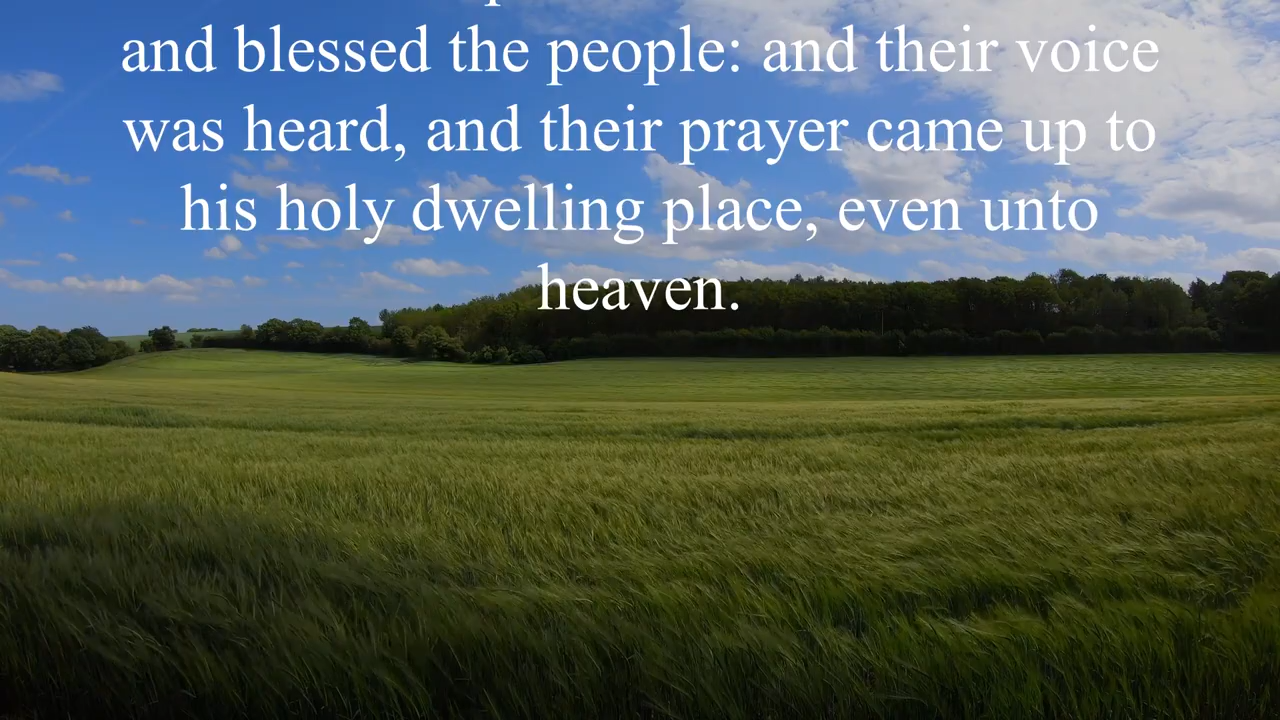 and blessed the people: and their voice
was heard, and their prayer came up to
his holy dwelling place, even unto
heaven.